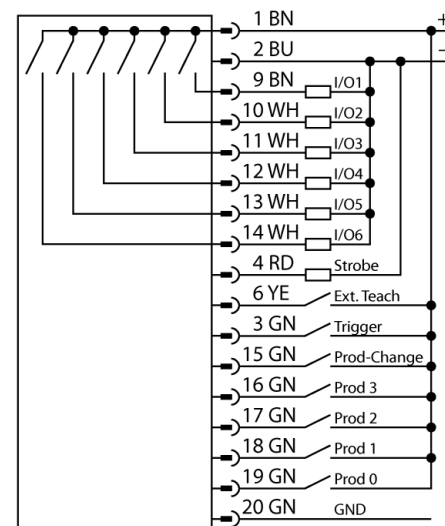 1 BN +
2 BU –
9 BN I/O1
10 WH I/O2
11 WH I/O3
12 WH I/O4
13 WH I/O5
14 WH I/O6
4 RD Strobe
6 YE Ext. Teach
3 GN Trigger
15 GN Prod-Change
16 GN Prod 3
17 GN Prod 2
18 GN Prod 1
19 GN Prod 0
20 GN GND